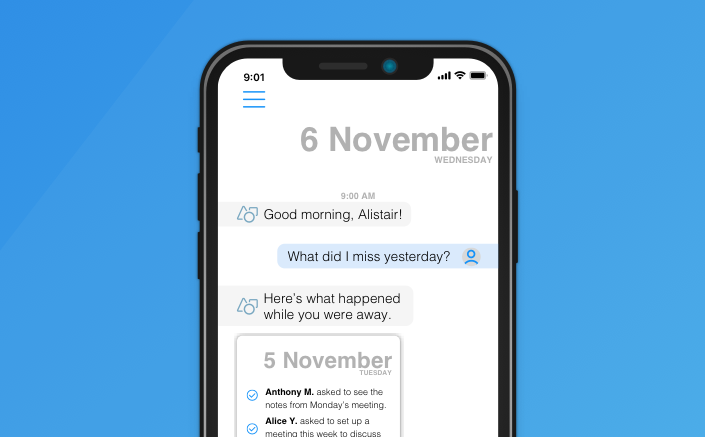 9:01
6 November
WEDNESDAY
9:00 AM
Good morning, Alistair!
What did I miss yesterday?
Here's what happened
while you were away.
5 November
TUESDAY
Anthony M. asked to see the
notes from Monday's meeting.
Alice Y. asked to set up a
meeting this week to discuss